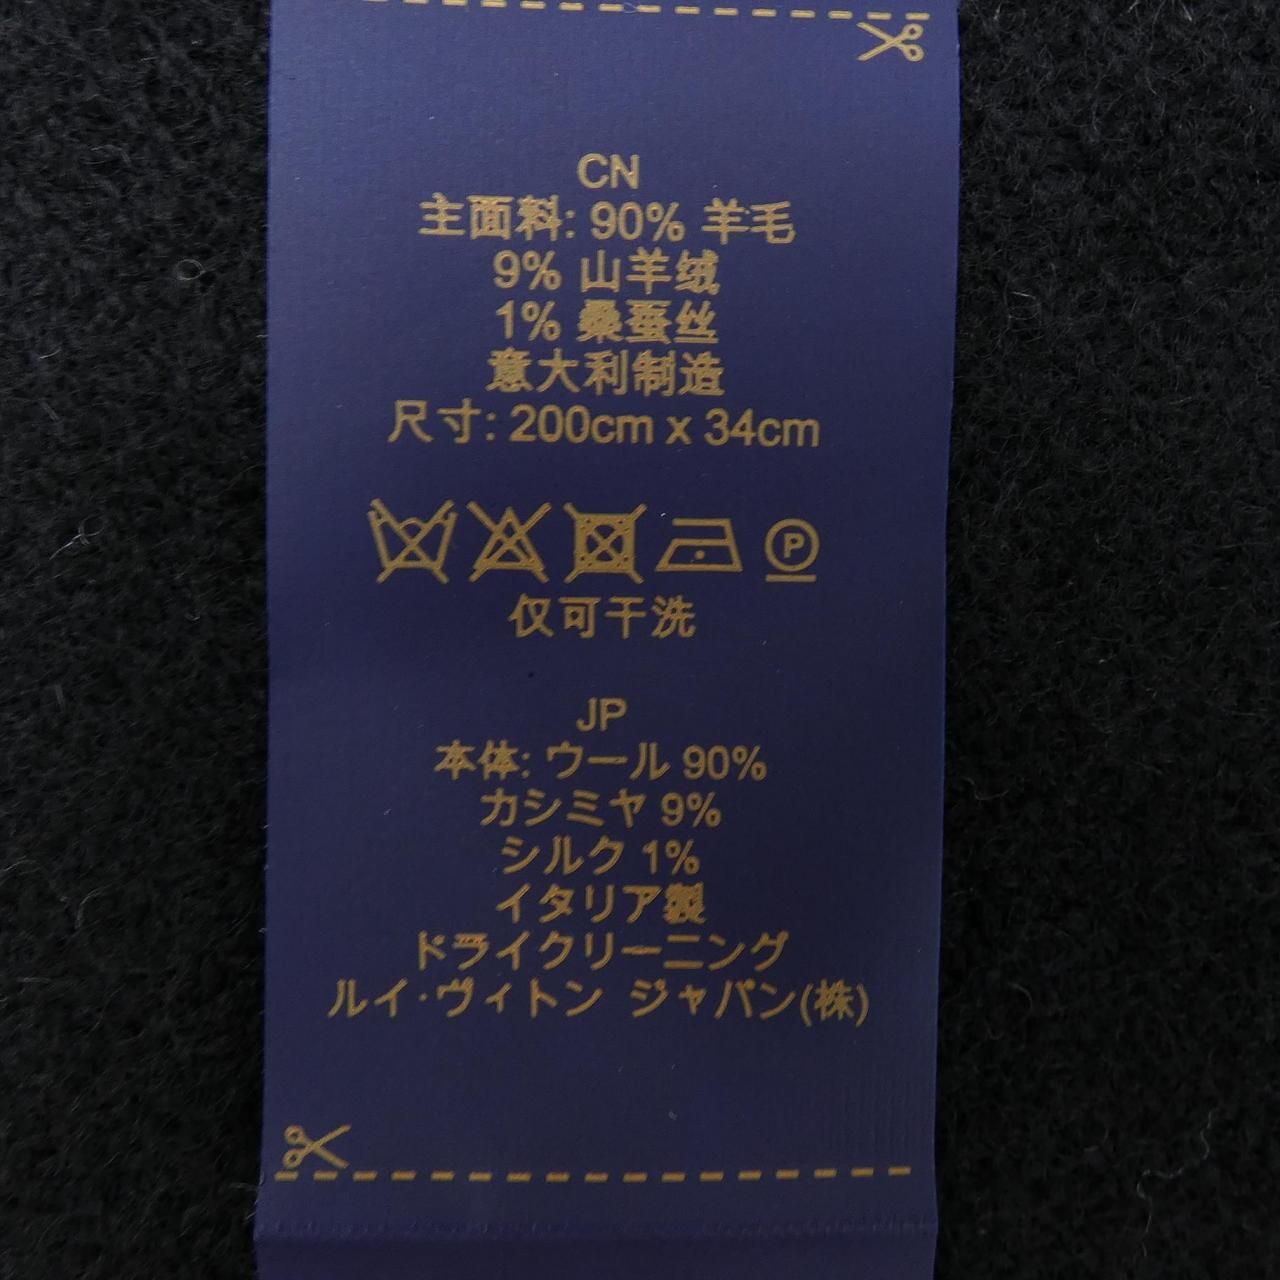 CN
主面料: 90% 羊毛
9% 山羊绒
1% 桑蚕丝
意大利制造
尺寸: 200cm x 34cm
P
仅可干洗
JP
本体: ウール 90%
カシミヤ 9%
シルク 1%
イタリア製
ドライクリーニング
ルイ・ヴィトン ジャパン(株)